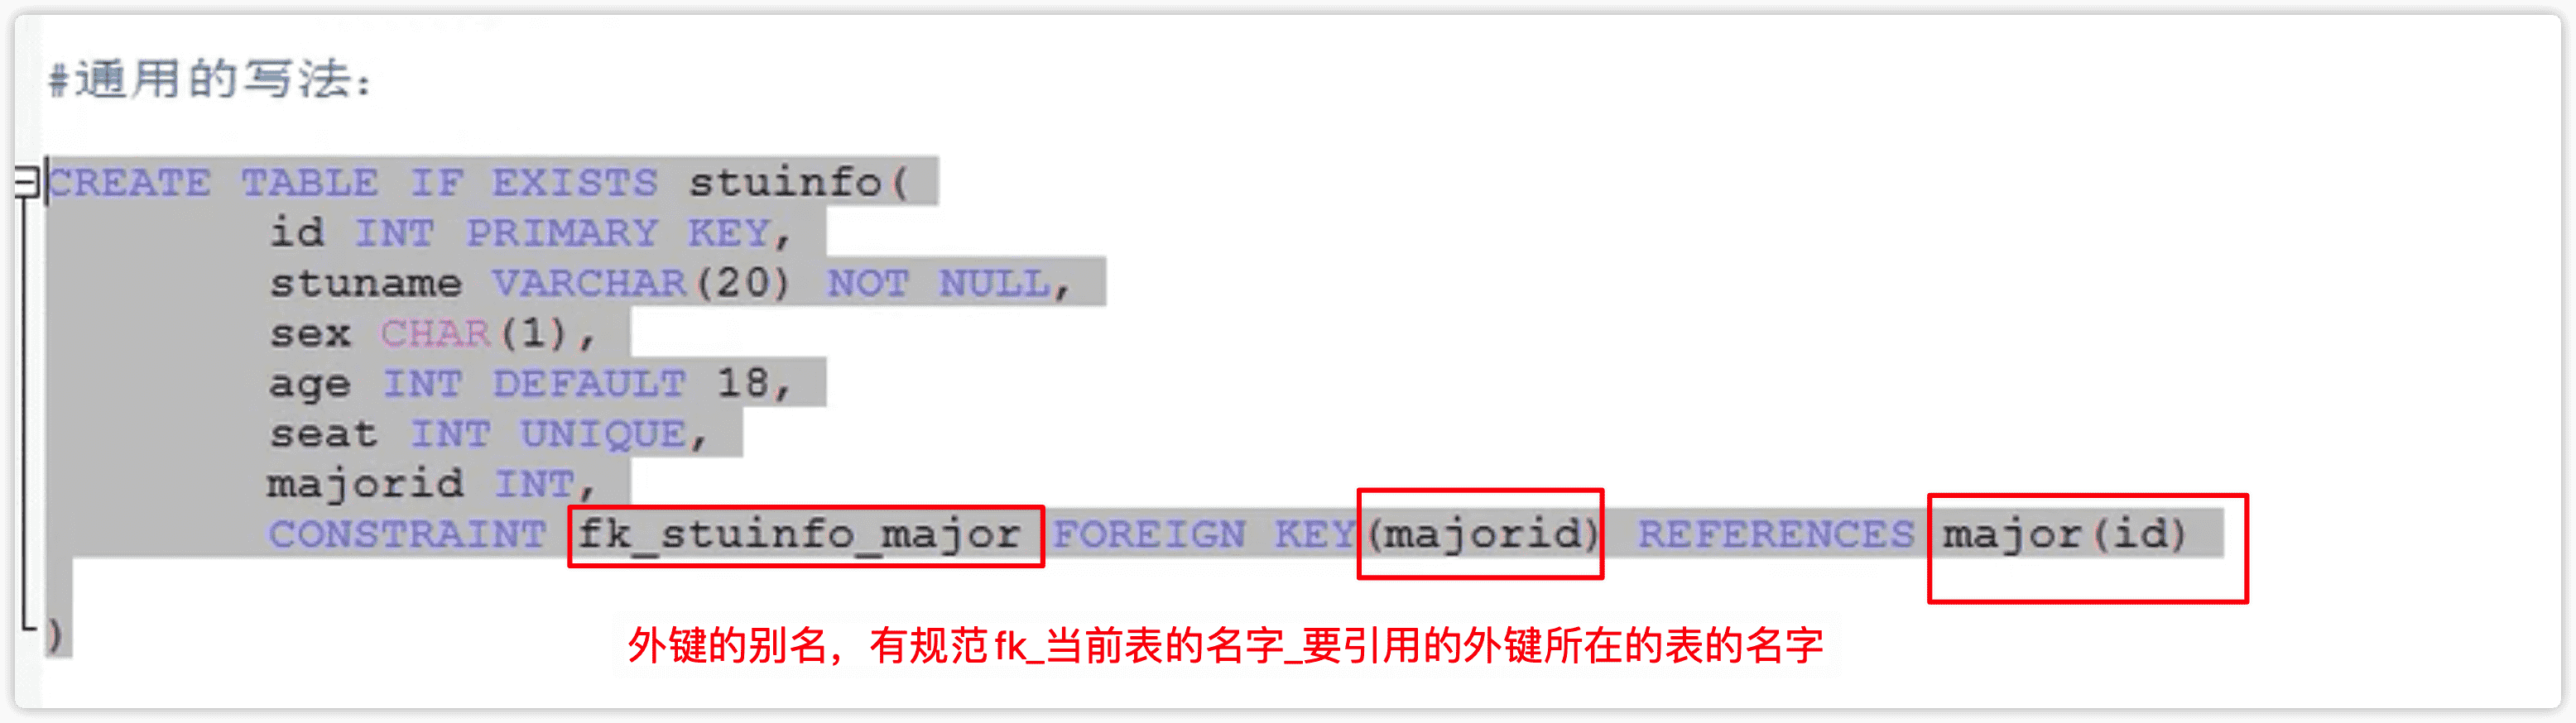 #通用的写法：
CREATE TABLE IF EXISTS stuinfo(
id INT PRIMARY KEY,
stuname VARCHAR(20) NOT NULL,
sex CHAR(1),
age INT DEFAULT 18,
seat INT UNIQUE,
majorid INT,
CONSTRAINT fk_stuinfo_major FOREIGN KEY(majorid) REFERENCES major(id)
)
外键的别名，有规范fk_当前表的名字_要引用的外键所在的表的名字